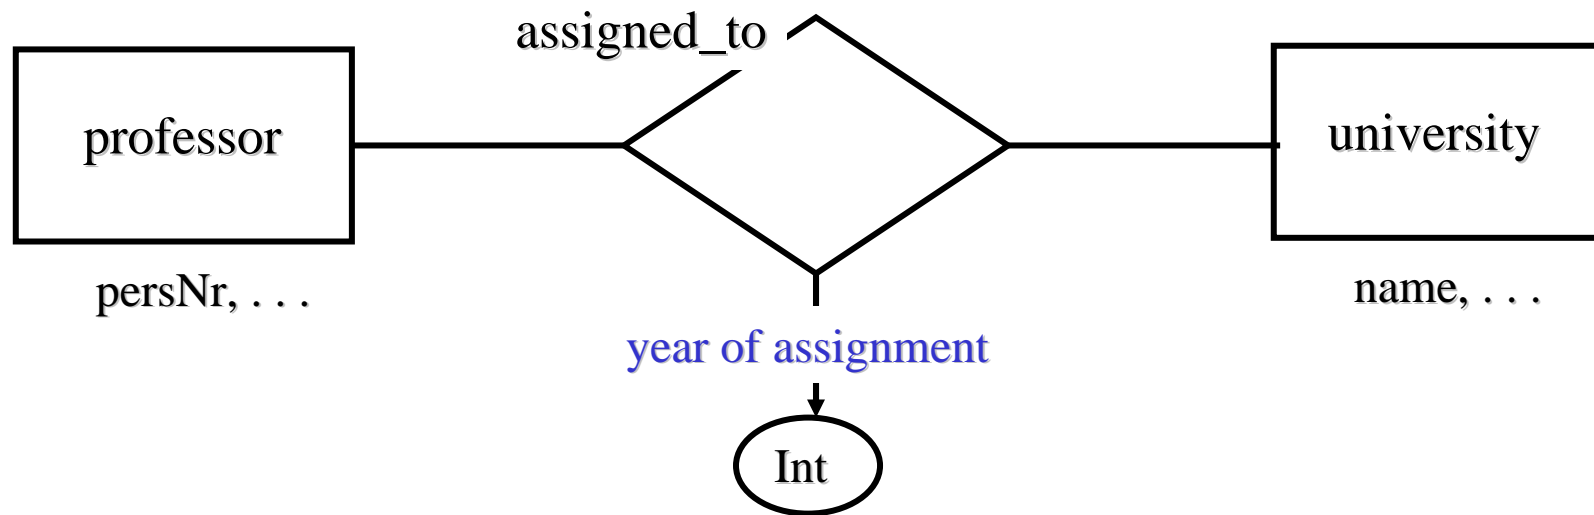 assigned_to
professor
university
persNr, . . .
name, . . .
year of assignment
Int